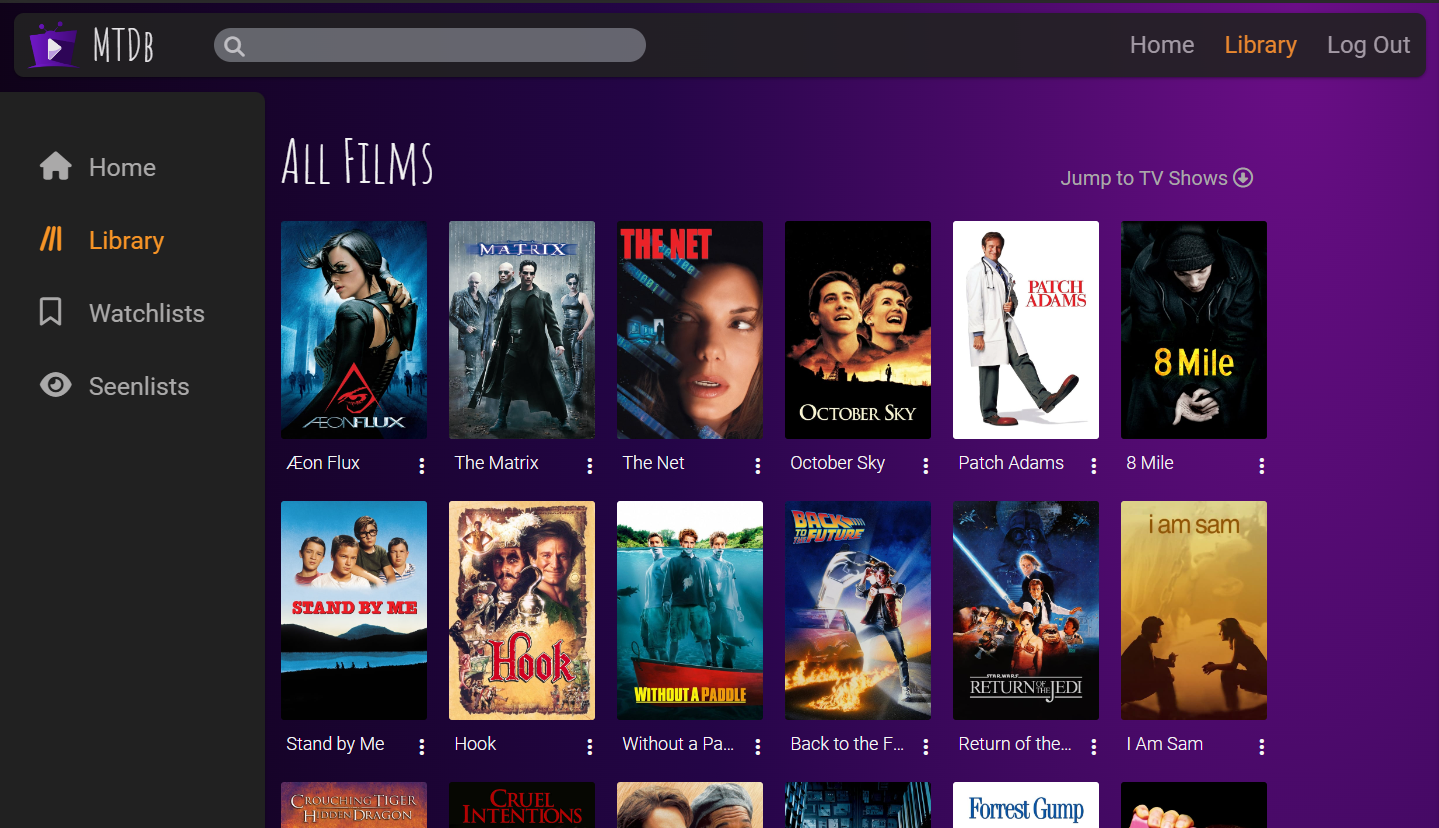 MTDb
Home Library Log Out
Home
Library
Watchlists
Seenlists
All Films
Jump to TV Shows
ÆONFLUX
MATRIX
THE NET
OCTOBER SKY
PATCH
ADAMS
8 Mile
Æon Flux
The Matrix
The Net
October Sky
Patch Adams
8 Mile
STAND BY ME
Hook
WITHOUT A PADDLE
BACK
TO THE FUTURE
i am sam
STAR WARS
RETURN OF THE JEDI
Stand by Me
Hook
Without a Pa...
Back to the F...
Return of the...
I Am Sam
CROUCHING TIGER
HIDDEN DRAGON
CRUEL
INTENTIONS
Forrest Gump